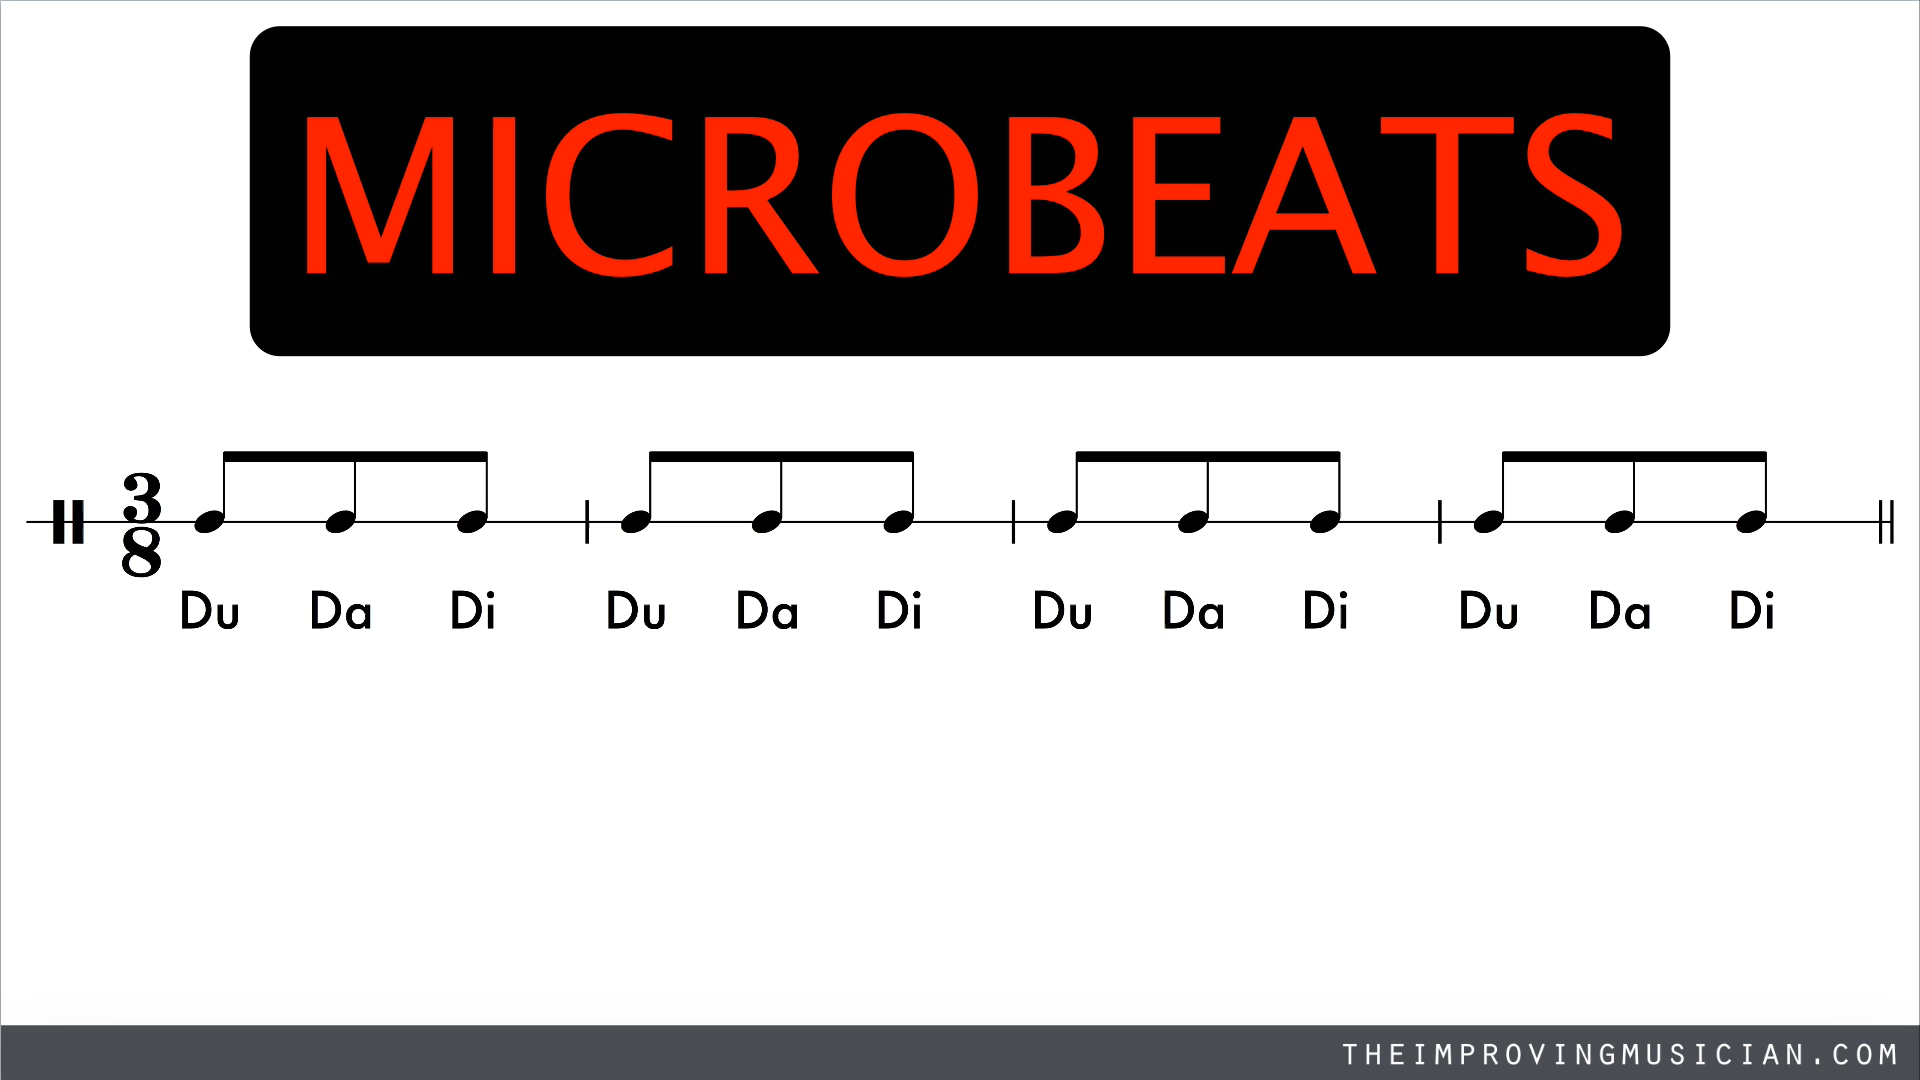 MICROBEATS
3
8
Du Da Di Du Da Di Du Da Di Du Da Di
THEIMPROVINGMUSICIAN.COM